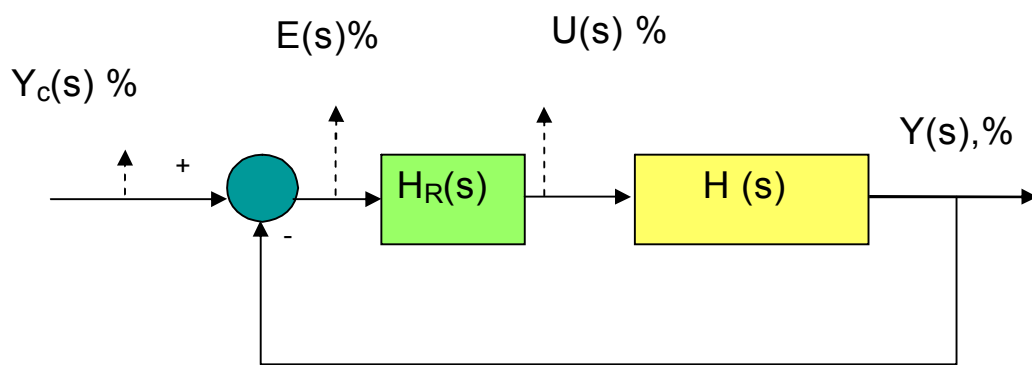 E(s)%
U(s) %
Yc(s) %
Y(s),%
+
HR(s)
H (s)
-